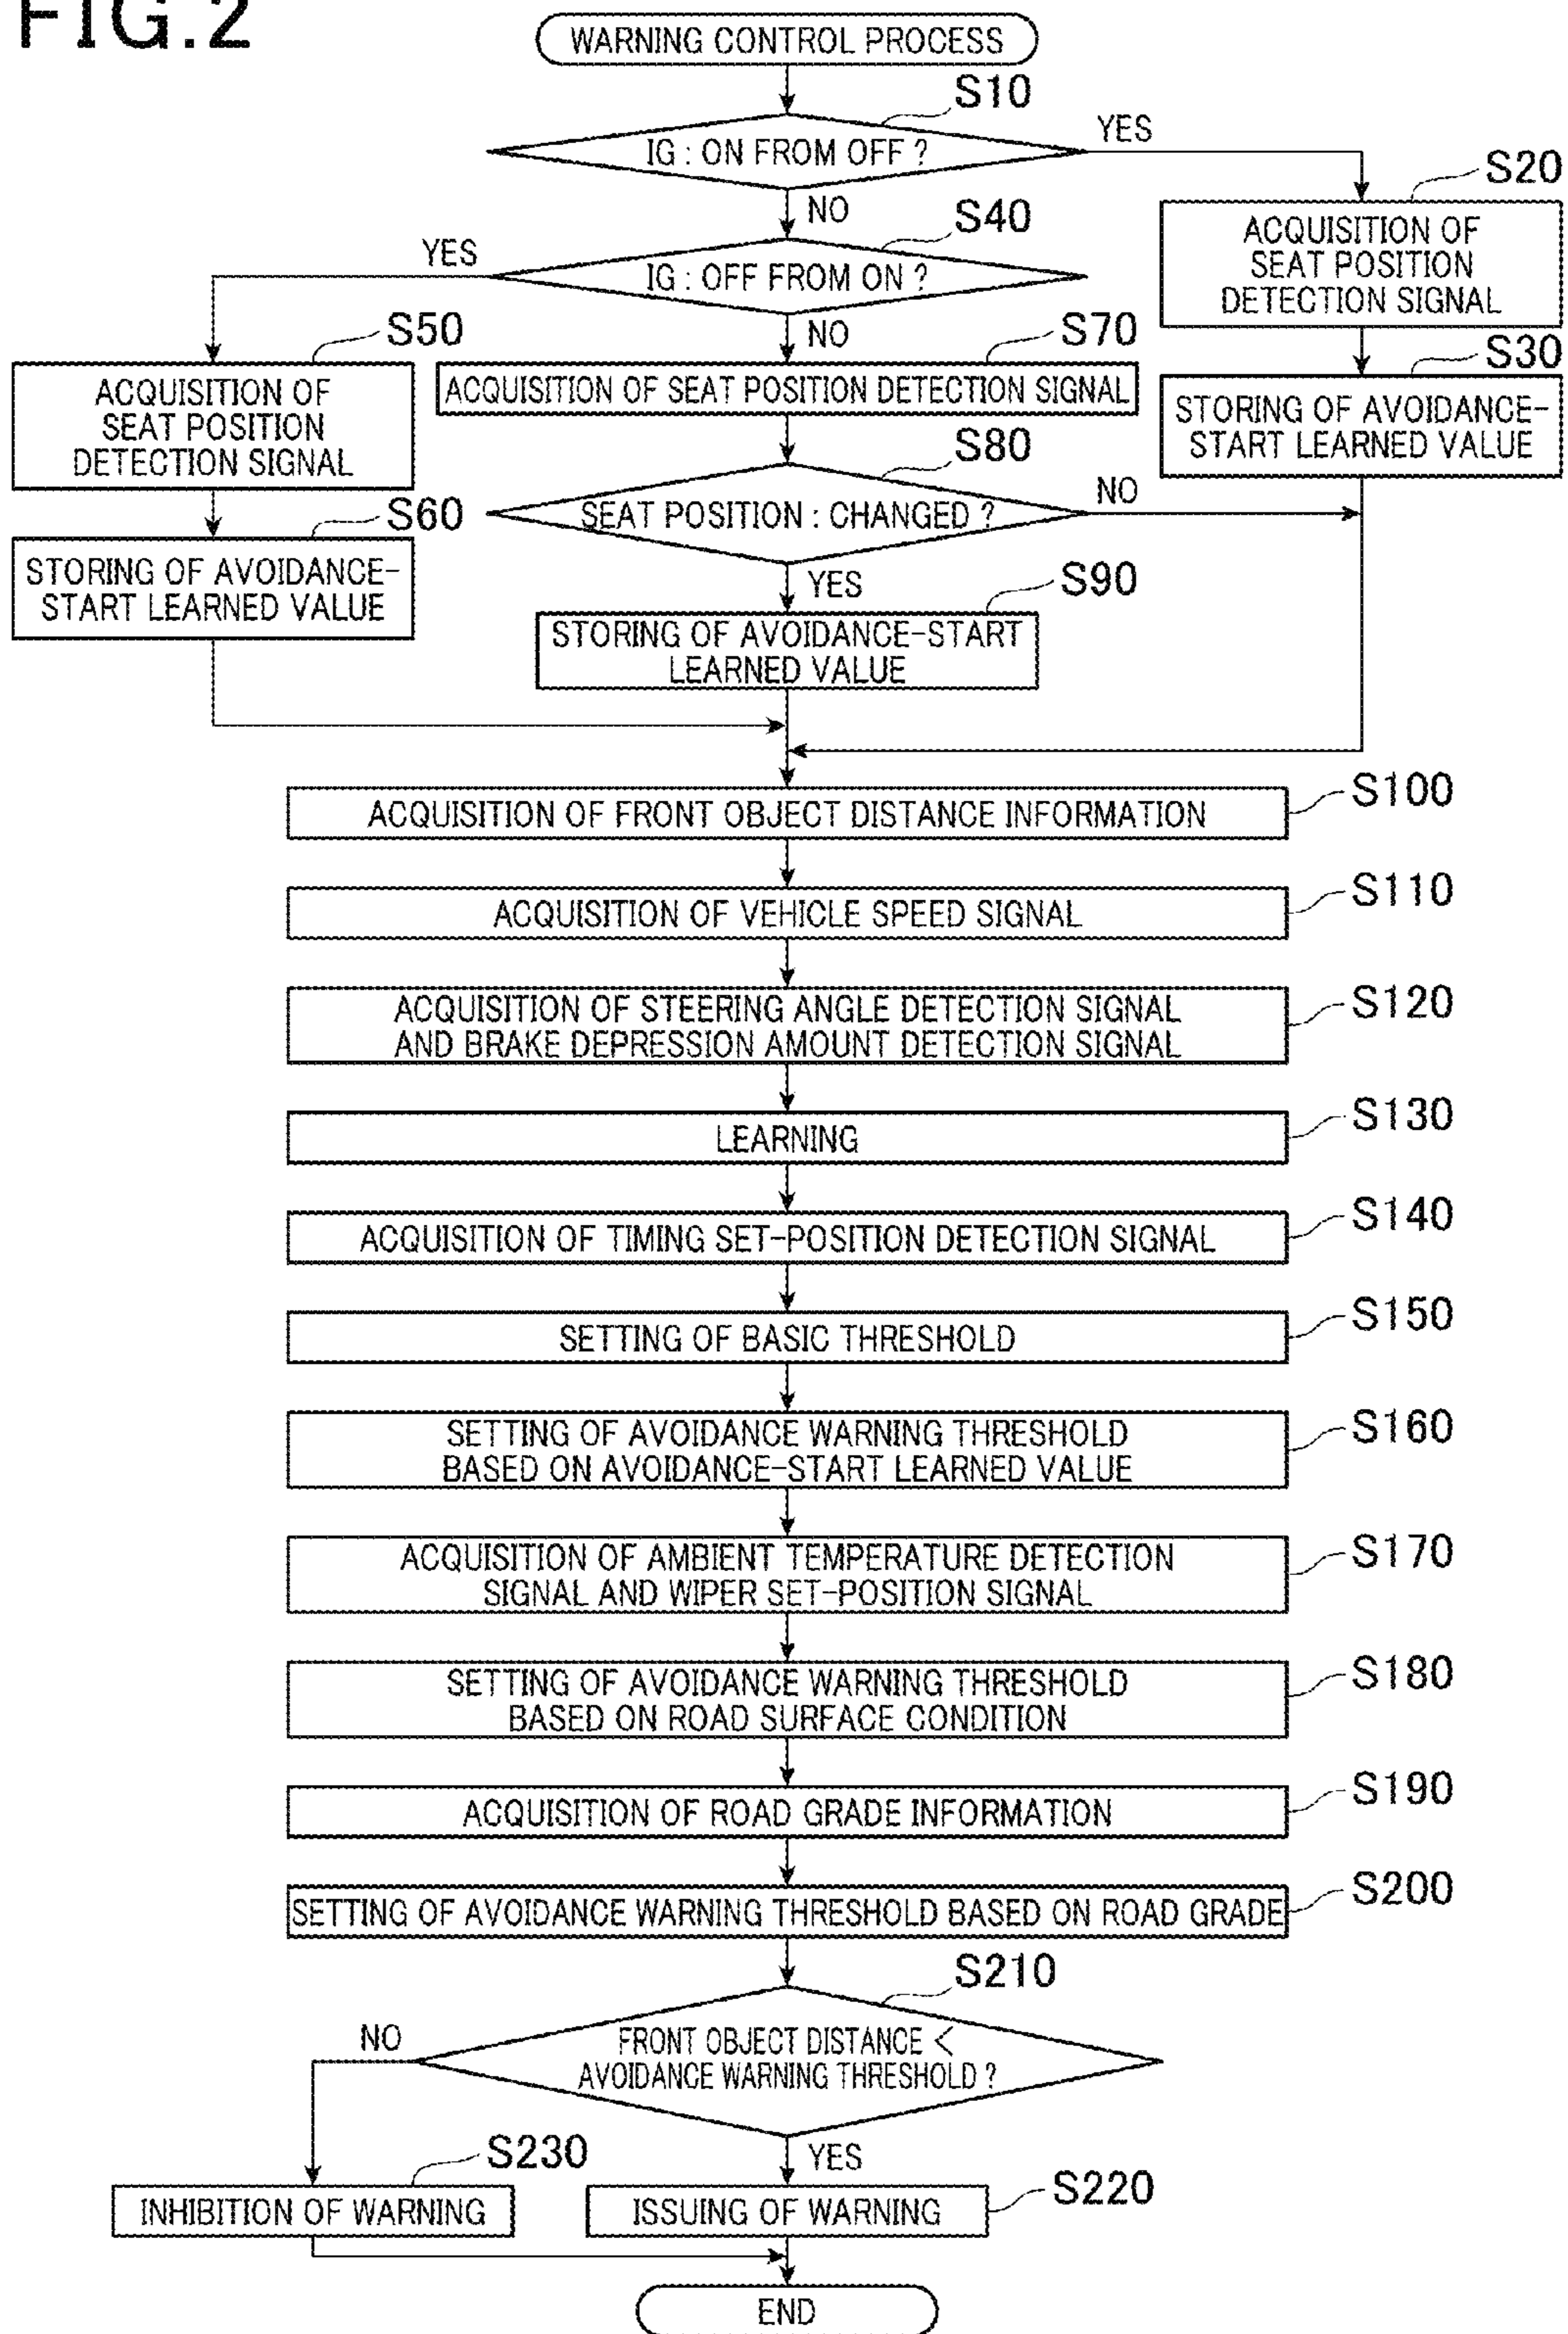 FIG.2
WARNING CONTROL PROCESS
S10
IG : ON FROM OFF ?
YES
NO
S20
ACQUISITION OF
SEAT POSITION
DETECTION SIGNAL
S30
STORING OF AVOIDANCE-
START LEARNED VALUE
S40
IG : OFF FROM ON ?
YES
NO
S50
ACQUISITION OF
SEAT POSITION
DETECTION SIGNAL
S60
STORING OF AVOIDANCE-
START LEARNED VALUE
S70
ACQUISITION OF SEAT POSITION DETECTION SIGNAL
S80
SEAT POSITION : CHANGED ?
NO
YES
S90
STORING OF AVOIDANCE-START
LEARNED VALUE
S100
ACQUISITION OF FRONT OBJECT DISTANCE INFORMATION
S110
ACQUISITION OF VEHICLE SPEED SIGNAL
S120
ACQUISITION OF STEERING ANGLE DETECTION SIGNAL
AND BRAKE DEPRESSION AMOUNT DETECTION SIGNAL
S130
LEARNING
S140
ACQUISITION OF TIMING SET-POSITION DETECTION SIGNAL
S150
SETTING OF BASIC THRESHOLD
S160
SETTING OF AVOIDANCE WARNING THRESHOLD
BASED ON AVOIDANCE-START LEARNED VALUE
S170
ACQUISITION OF AMBIENT TEMPERATURE DETECTION
SIGNAL AND WIPER SET-POSITION SIGNAL
S180
SETTING OF AVOIDANCE WARNING THRESHOLD
BASED ON ROAD SURFACE CONDITION
S190
ACQUISITION OF ROAD GRADE INFORMATION
S200
SETTING OF AVOIDANCE WARNING THRESHOLD BASED ON ROAD GRADE
S210
FRONT OBJECT DISTANCE <
AVOIDANCE WARNING THRESHOLD ?
NO
YES
S230
INHIBITION OF WARNING
S220
ISSUING OF WARNING
END